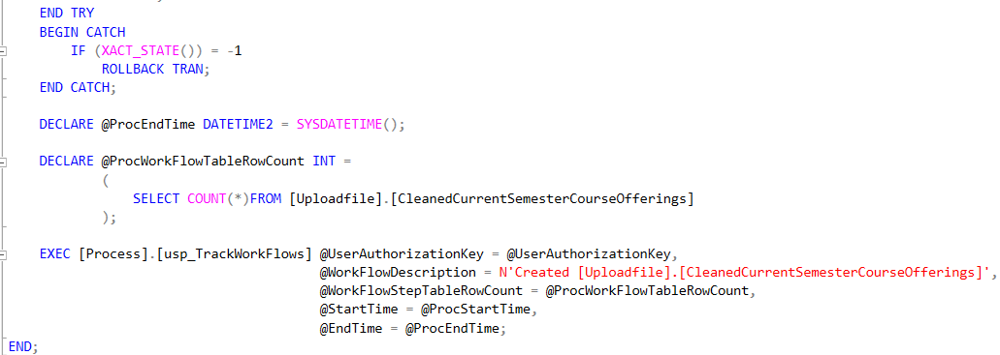 END TRY
BEGIN CATCH
IF (XACT_STATE()) = -1
ROLLBACK TRAN;
END CATCH;
DECLARE @ProcEndTime DATETIME2 = SYSDATETIME();
DECLARE @ProcWorkFlowTableRowCount INT =
(
SELECT COUNT(*)FROM [Uploadfile].[CleanedCurrentSemesterCourseOfferings]
);
EXEC [Process].[usp_TrackWorkFlows] @UserAuthorizationKey = @UserAuthorizationKey,
@WorkFlowDescription = N'Created [Uploadfile].[CleanedCurrentSemesterCourseOfferings]',
@WorkFlowStepTableRowCount = @ProcWorkFlowTableRowCount,
@StartTime = @ProcStartTime,
@EndTime = @ProcEndTime;
END;